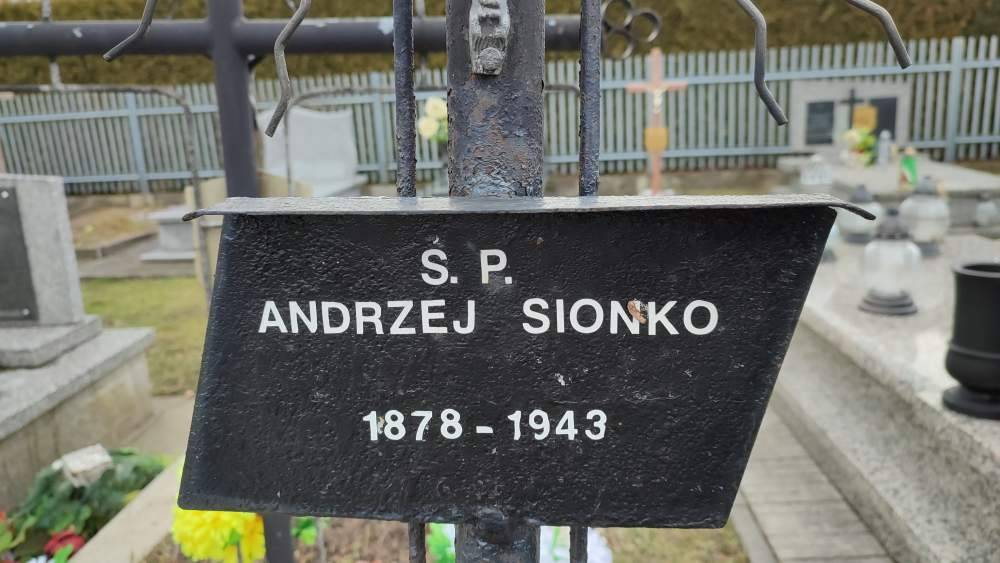 Ś. P.
ANDRZEJ SIONKO
1878 - 1943